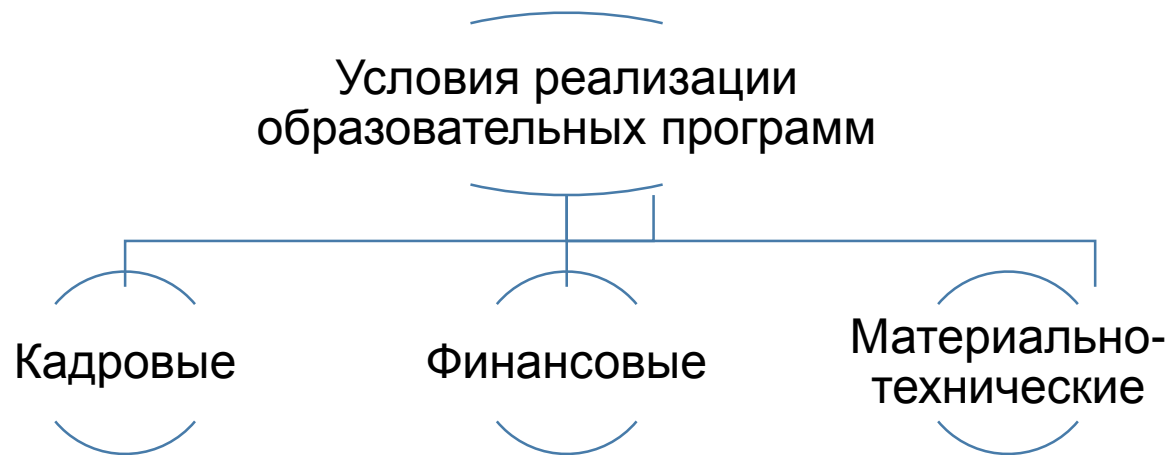 Условия реализации
образовательных программ
Кадровые
Финансовые
Материально-
технические